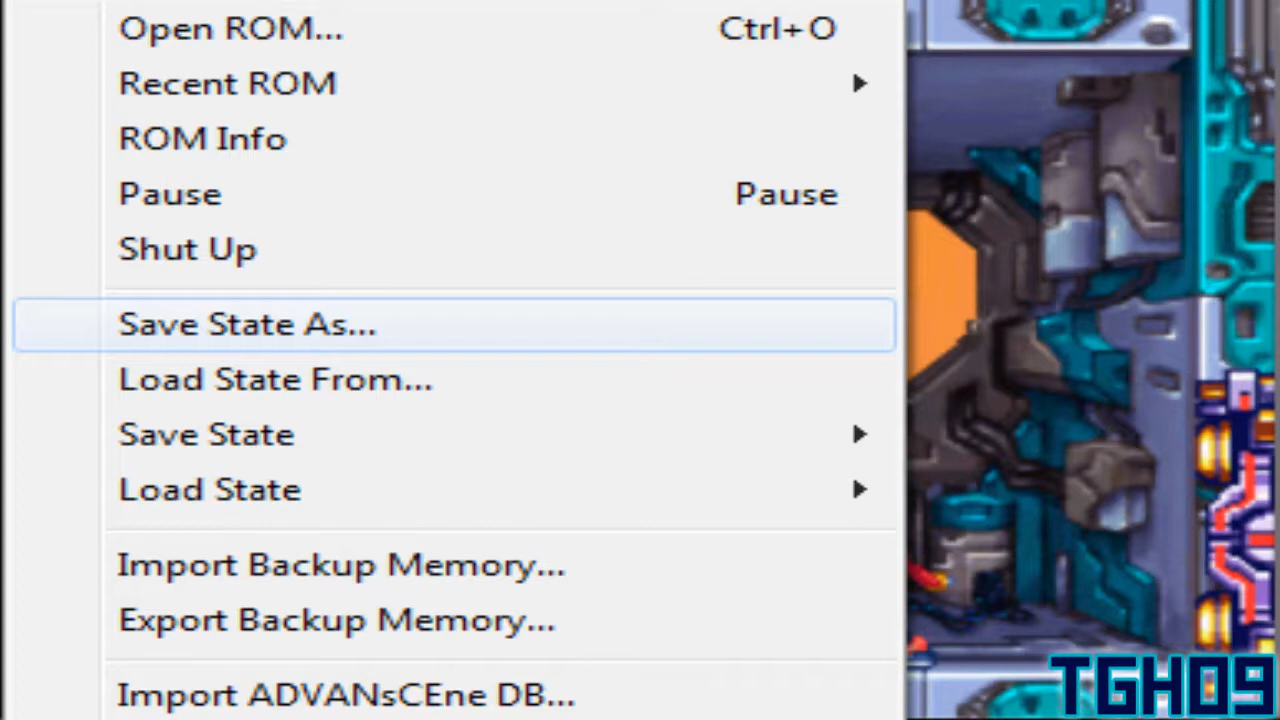 Open ROM... Ctrl+O
Recent ROM
ROM Info
Pause Pause
Shut Up
Save State As...
Load State From...
Save State
Load State
Import Backup Memory...
Export Backup Memory...
Import ADVANsCEne DB...
TGH09